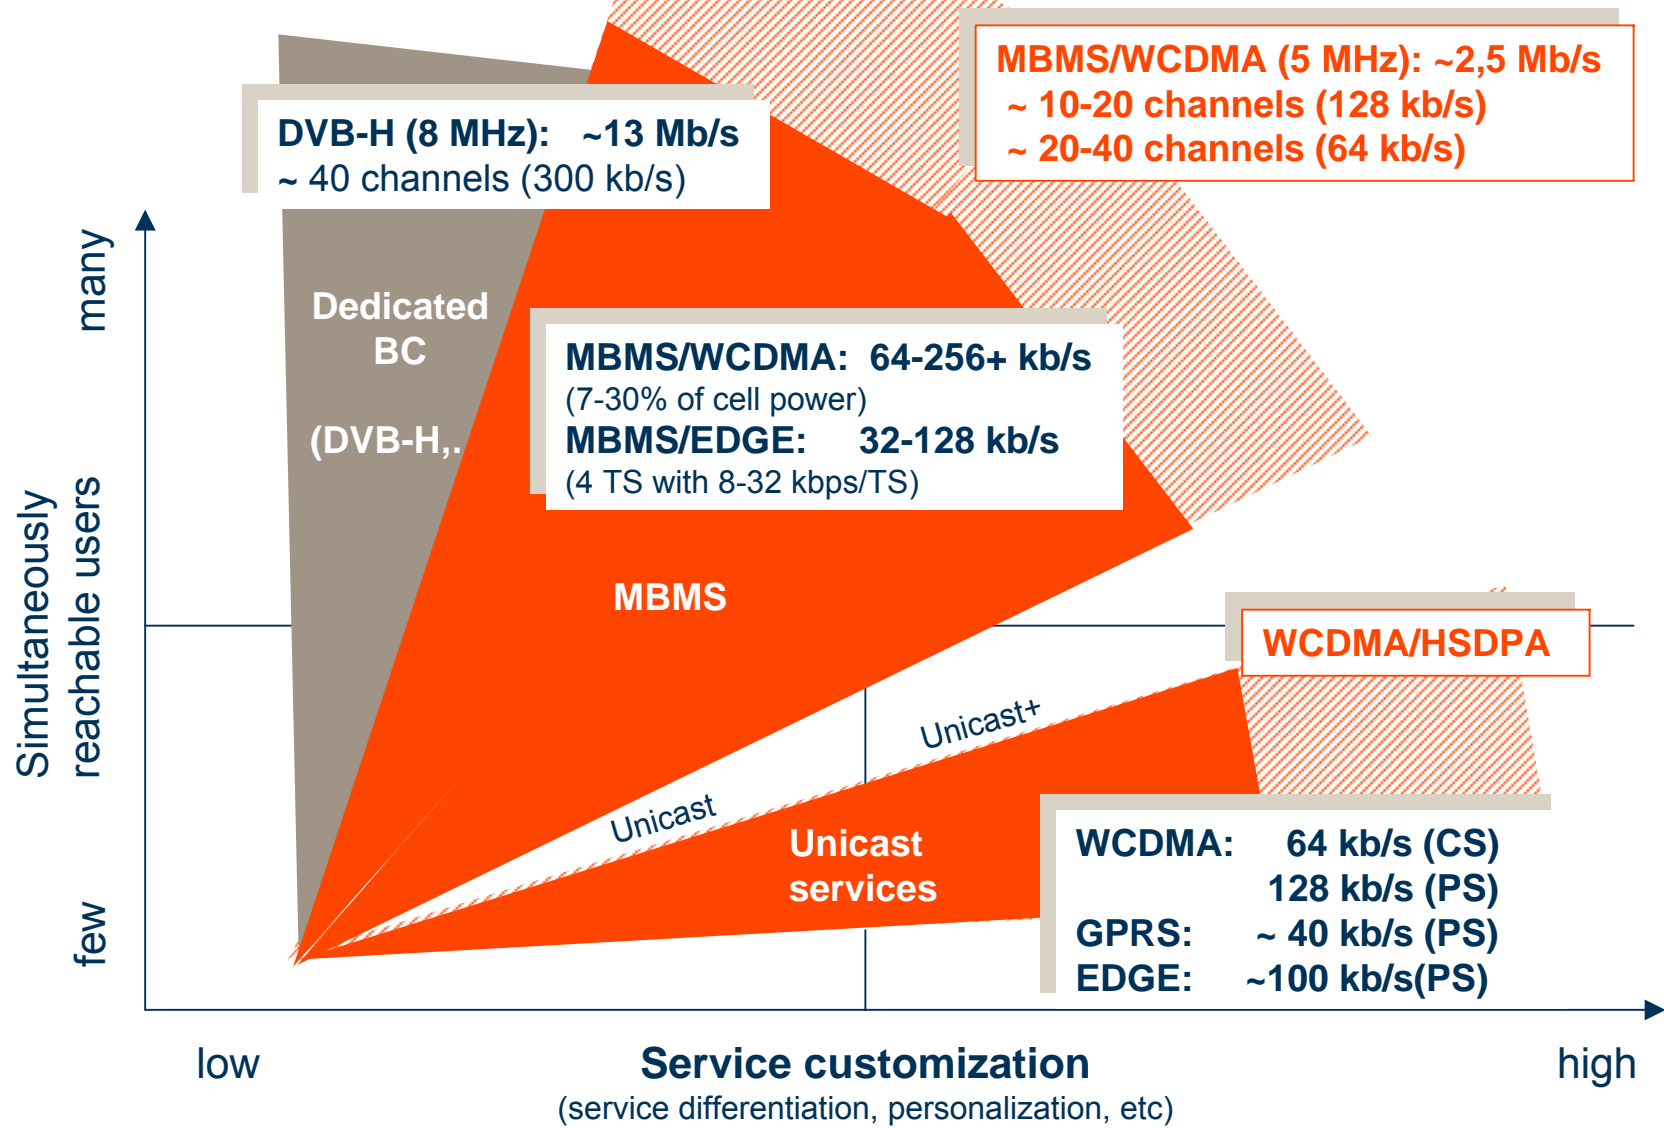 MBMS/WCDMA (5 MHz): ~2,5 Mb/s
~ 10-20 channels (128 kb/s)
~ 20-40 channels (64 kb/s)
DVB-H (8 MHz): ~13 Mb/s
~ 40 channels (300 kb/s)
many
Dedicated
BC
(DVB-H,.
MBMS/WCDMA: 64-256+ kb/s
(7-30% of cell power)
MBMS/EDGE: 32-128 kb/s
(4 TS with 8-32 kbps/TS)
Simultaneously
reachable users
MBMS
WCDMA/HSDPA
Unicast+
Unicast
Unicast
services
WCDMA: 64 kb/s (CS)
128 kb/s (PS)
GPRS: ~ 40 kb/s (PS)
EDGE: ~100 kb/s(PS)
few
low
Service customization
high
(service differentiation, personalization, etc)